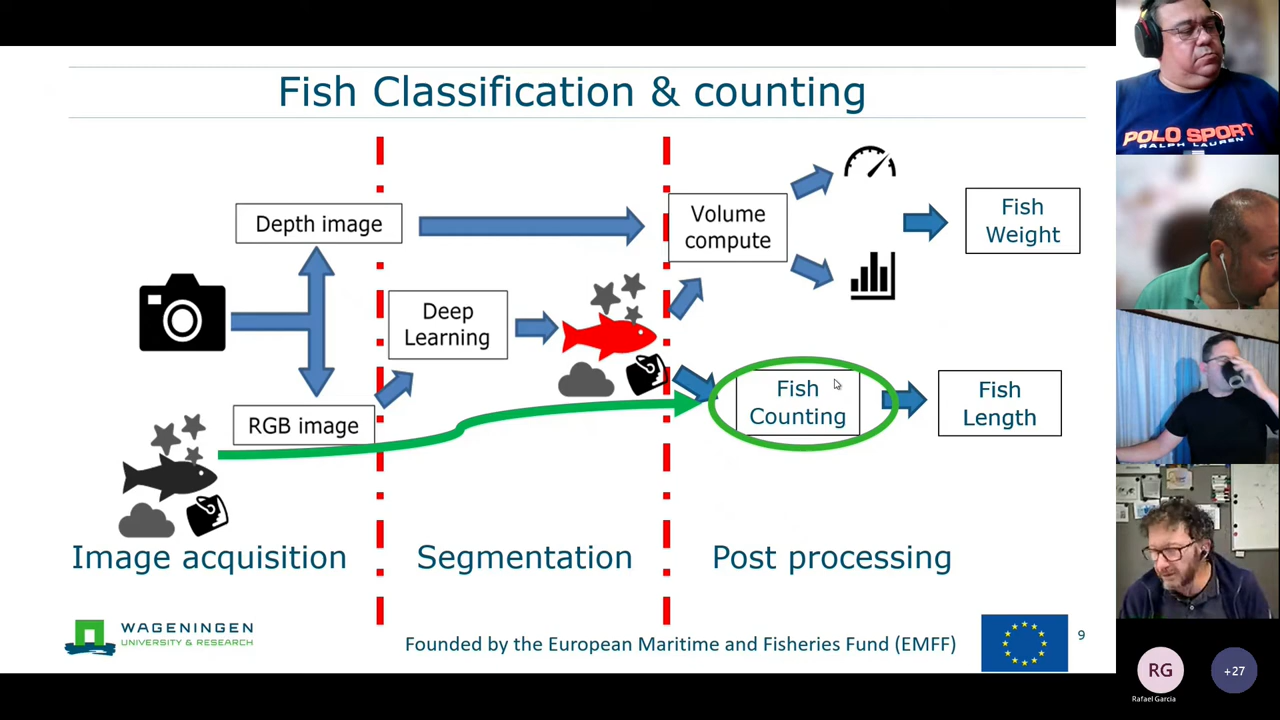 Fish Classification & counting
Depth image
Volume
compute
Fish
Weight
Deep
Learning
RGB image
Fish
Counting
Fish
Length
Image acquisition
Segmentation
Post processing
WAGENINGEN
UNIVERSITY & RESEARCH
Founded by the European Maritime and Fisheries Fund (EMFF)
9
POLO SPORT
RALPH LAUREN
RG
Rafael Garcia
+27